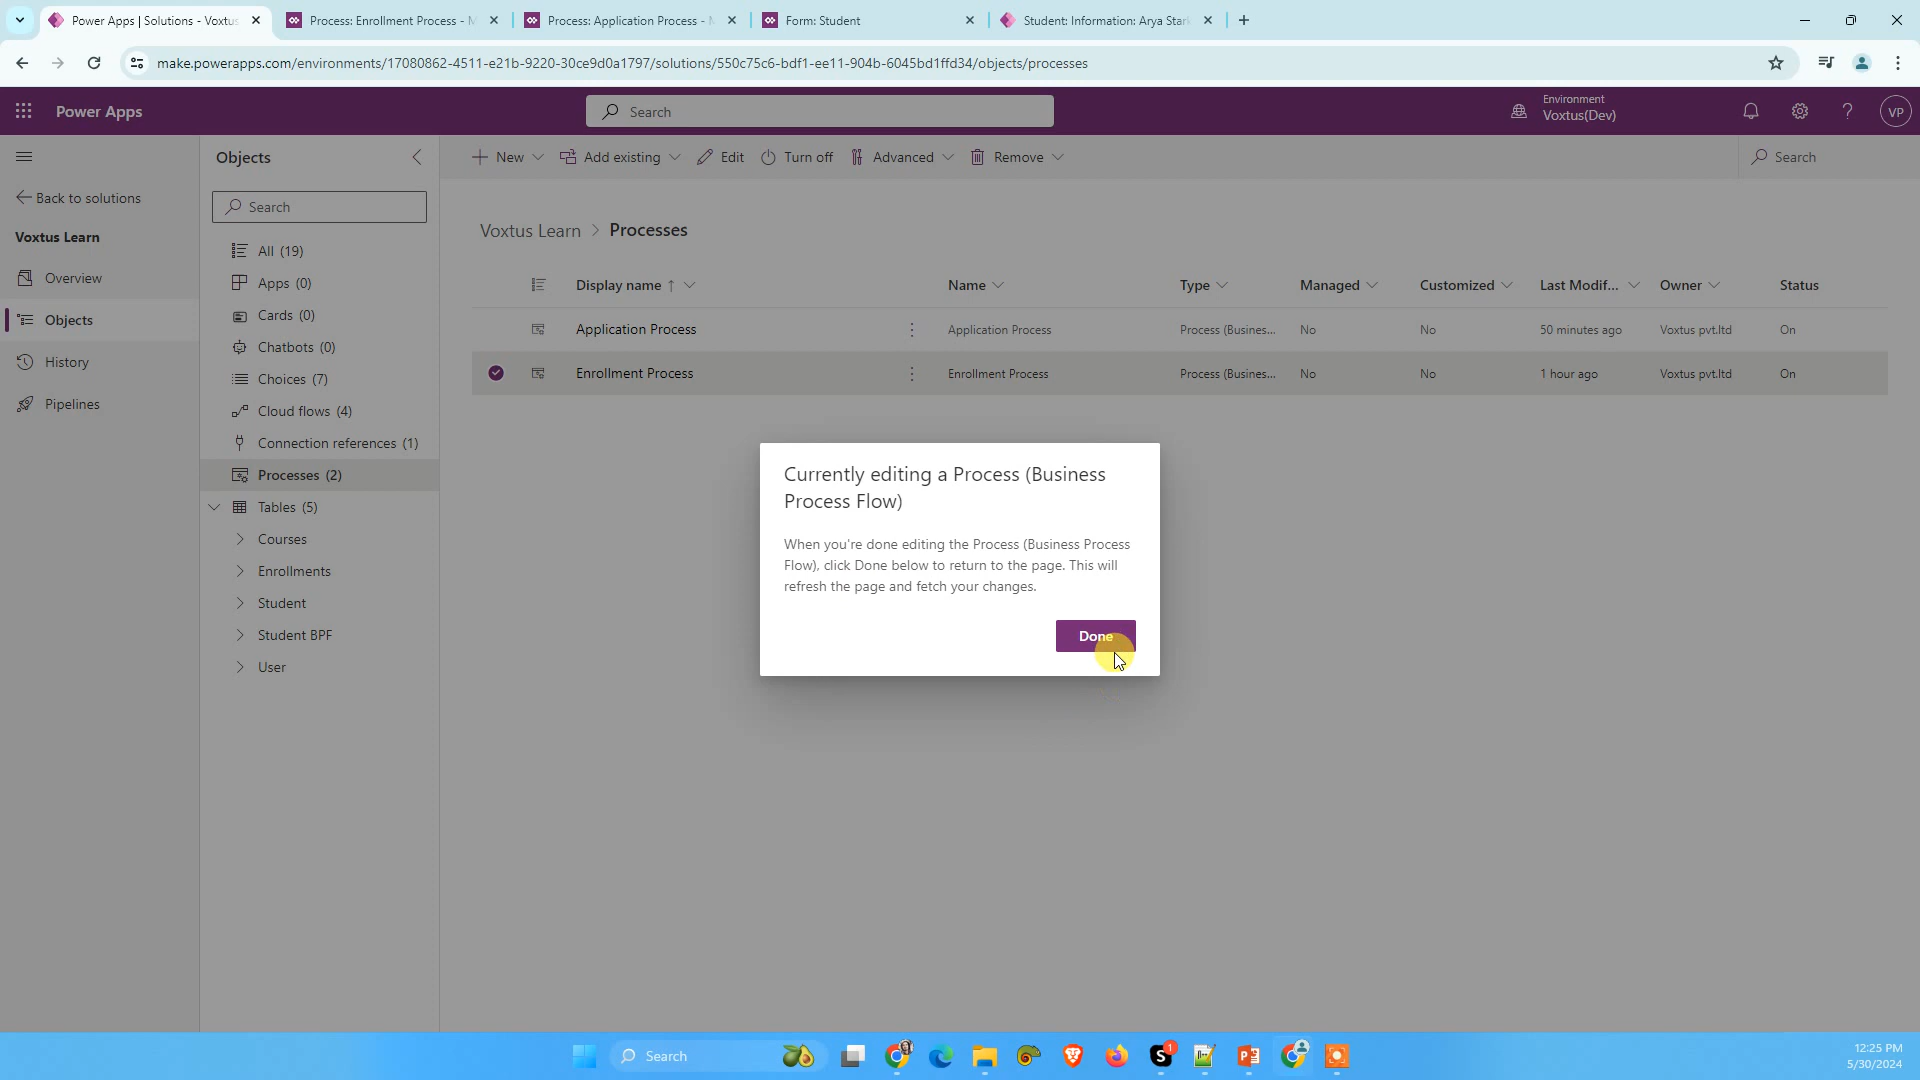 Power Apps | Solutions - Voxtus
Process: Enrollment Process - M
Process: Application Process - M
Form: Student
Student: Information: Arya Star
make.powerapps.com/environments/17080862-4511-e21b-9220-30ce9d0a1797/solutions/550c75c6-bdf1-ee11-904b-6045bd1ffd34/objects/processes
Power Apps
Search
Environment
Voxtus(Dev)
VP
Objects
New
Add existing
Edit
Turn off
Advanced
Remove
Search
Back to solutions
Search
Voxtus Learn
Overview
Objects
History
Pipelines
All (19)
Apps (0)
Cards (0)
Chatbots (0)
Choices (7)
Cloud flows (4)
Connection references (1)
Processes (2)
Tables (5)
Courses
Enrollments
Student
Student BPF
User
Voxtus Learn > Processes
Display name ↑
Name
Type
Managed
Customized
Last Modif...
Owner
Status
Application Process
Application Process
Process (Busines...
No
No
50 minutes ago
Voxtus pvt.ltd
On
Enrollment Process
Enrollment Process
Process (Busines...
No
No
1 hour ago
Voxtus pvt.ltd
On
Currently editing a Process (Business
Process Flow)
When you're done editing the Process (Business Process
Flow), click Done below to return to the page. This will
refresh the page and fetch your changes.
Done
Search
1
12:25 PM
5/30/2024